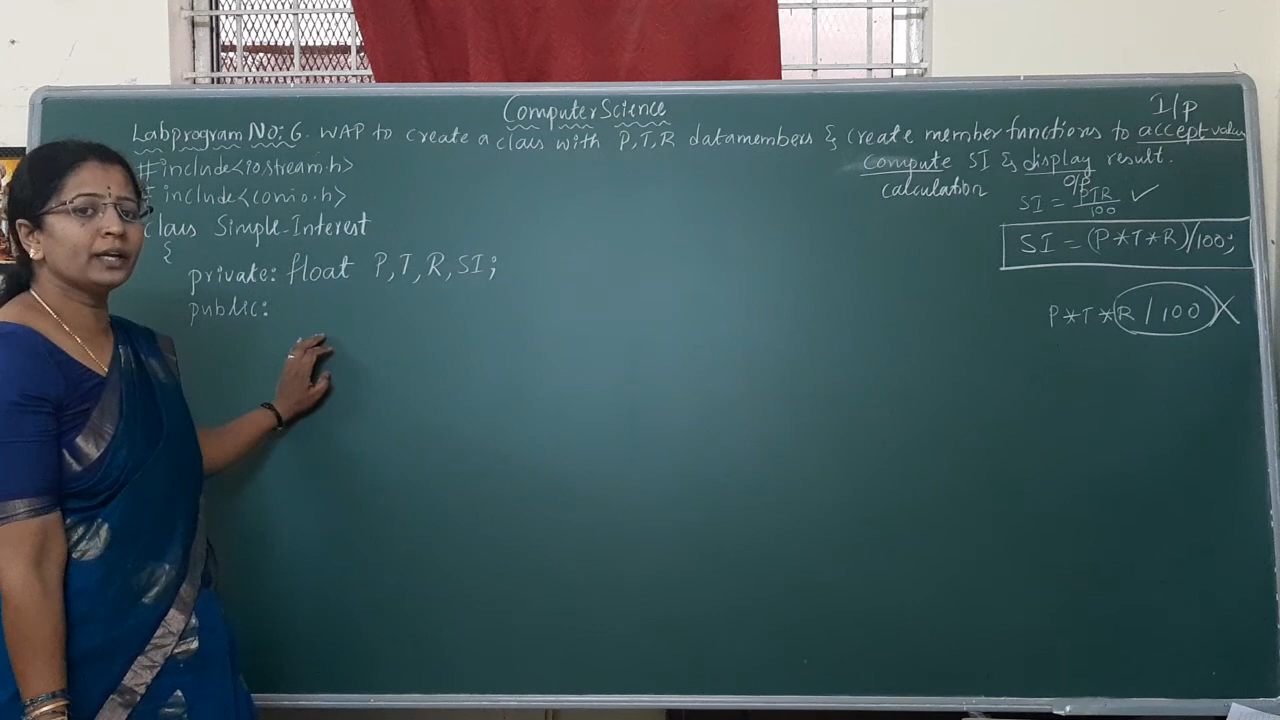 Computer Science
I/p
Lab program No: 6. WAP to create a class with P,T,R datamembers & create member functions to accept value
compute SI & display result.
calculation
O/p
SI = PTR/100 ✓
#include<iostream.h>
#include<conio.h>
class Simple-Interest
{
private: float P,T,R,SI;
public:
SI = (P*T*R)/100;
P*T*R/100 X